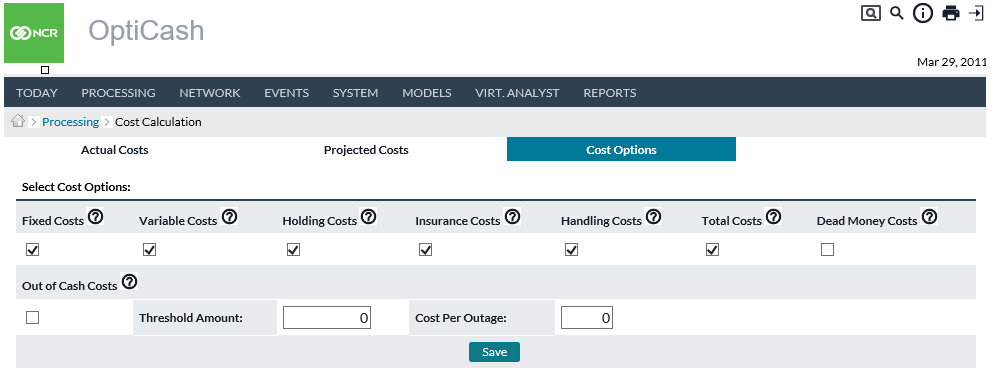 NCR OptiCash
Mar 29, 2011
TODAY PROCESSING NETWORK EVENTS SYSTEM MODELS VIRT. ANALYST REPORTS
Processing Cost Calculation
Actual Costs Projected Costs Cost Options
Select Cost Options:
Fixed Costs ? Variable Costs ? Holding Costs ? Insurance Costs ? Handling Costs ? Total Costs ? Dead Money Costs ?
Out of Cash Costs ?
Threshold Amount: 0 Cost Per Outage: 0
Save